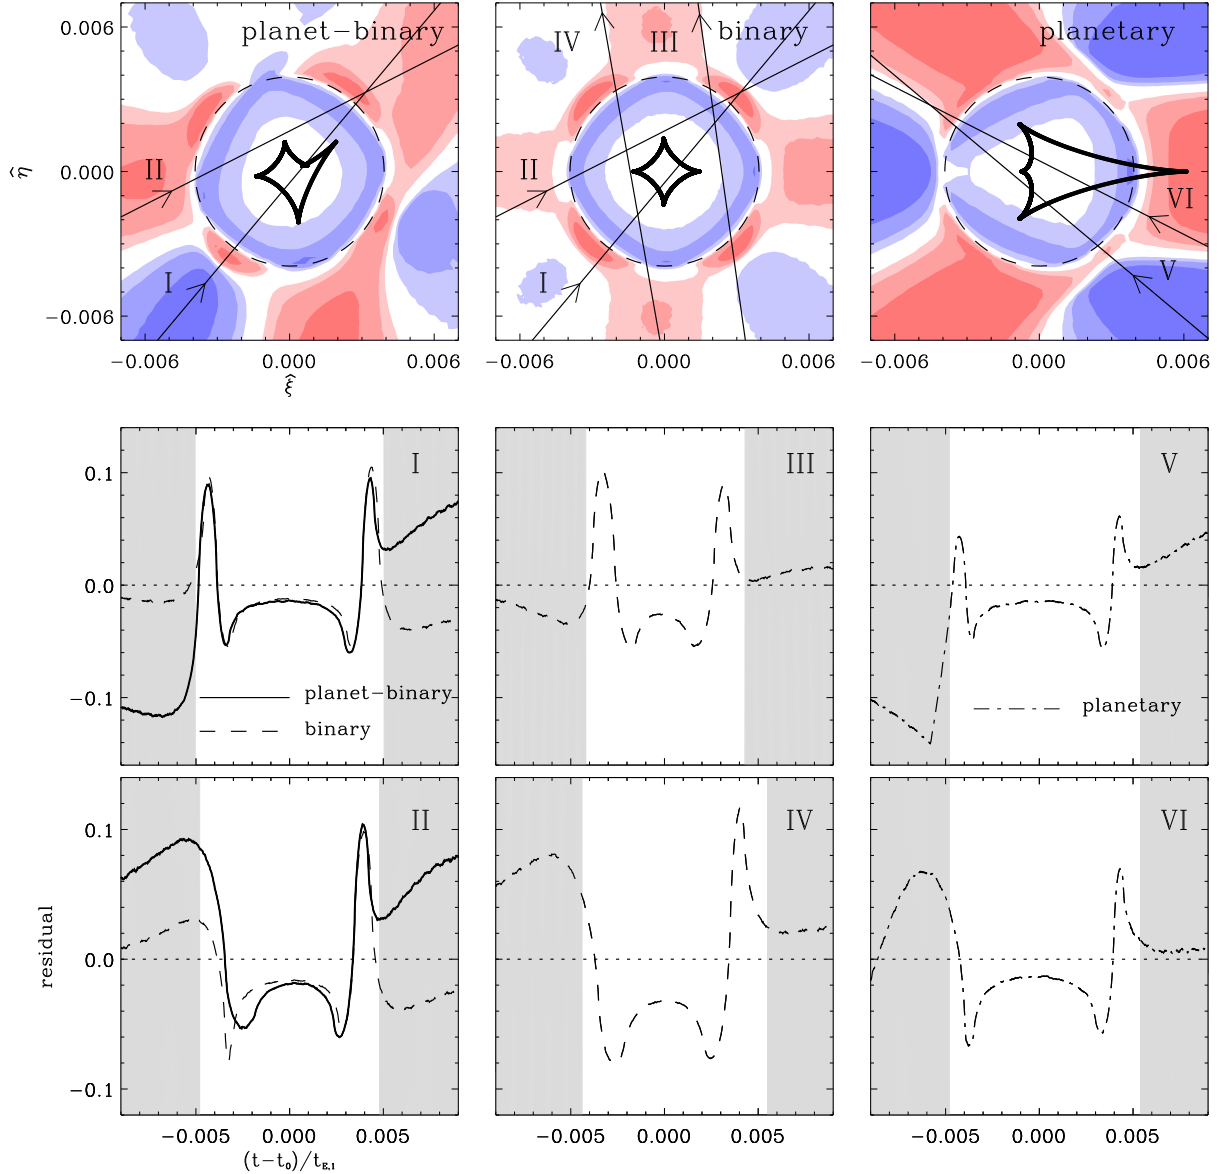 planet−binary
binary
planetary
0.006
0.000
−0.006
η̂
II
I
IV
III
II
I
VI
V
−0.006 0.000 0.006
−0.006 0.000 0.006
−0.006 0.000 0.006
ξ̂
0.1
0.0
−0.1
I
III
V
planet−binary
binary
planetary
0.1
0.0
−0.1
residual
II
IV
VI
−0.005 0.000 0.005
−0.005 0.000 0.005
−0.005 0.000 0.005
(t−t₀)/t_E,1